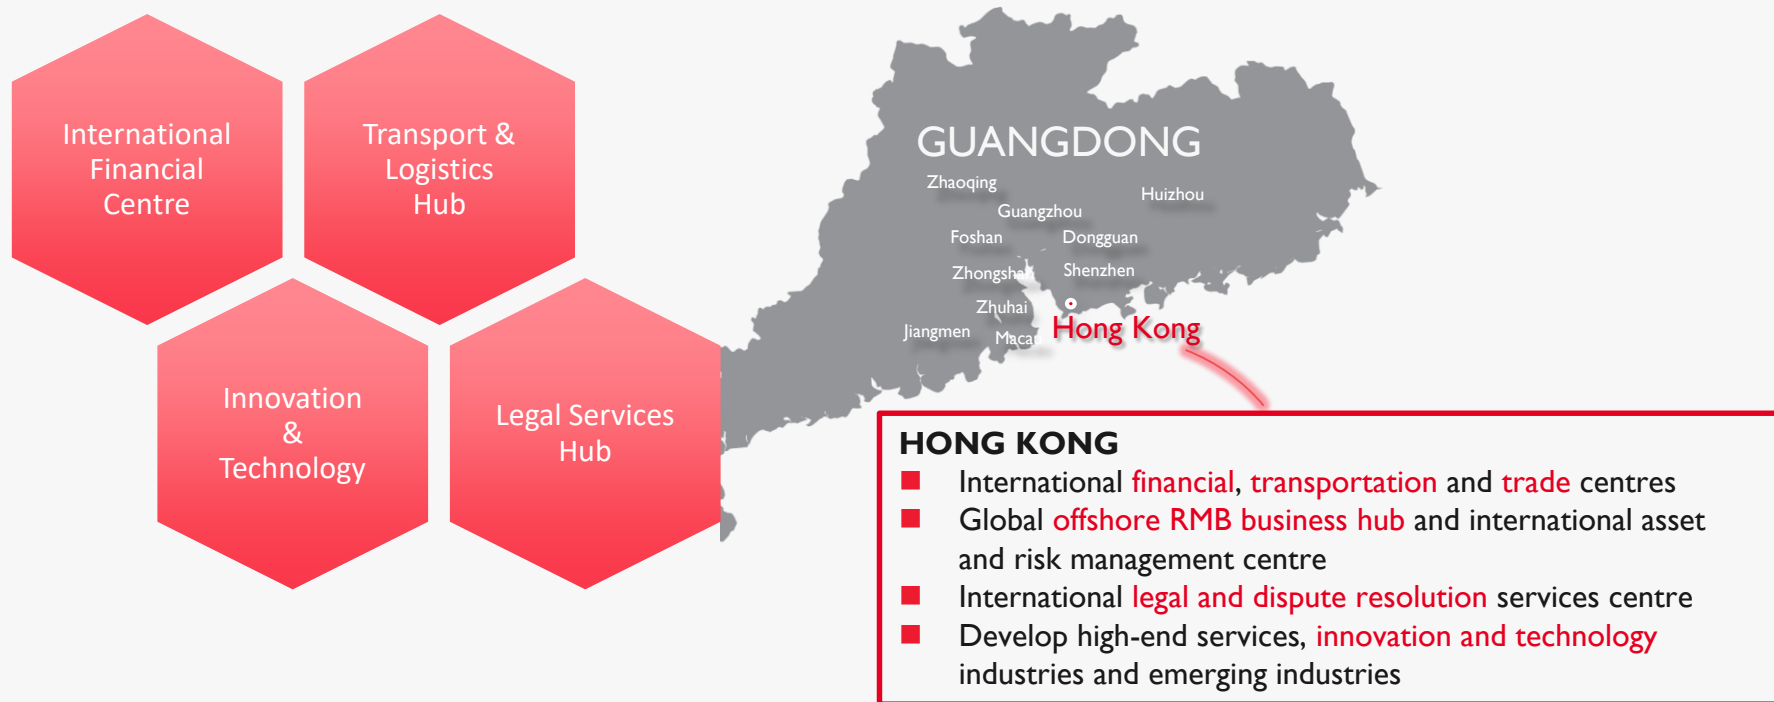 International
Financial
Centre
Transport &
Logistics
Hub
Innovation
&
Technology
Legal Services
Hub
GUANGDONG
Zhaoqing
Huizhou
Guangzhou
Foshan
Dongguan
Zhongshan
Shenzhen
Zhuhai
Jiangmen
Macau
Hong Kong
HONG KONG
International financial, transportation and trade centres
Global offshore RMB business hub and international asset
and risk management centre
International legal and dispute resolution services centre
Develop high-end services, innovation and technology
industries and emerging industries